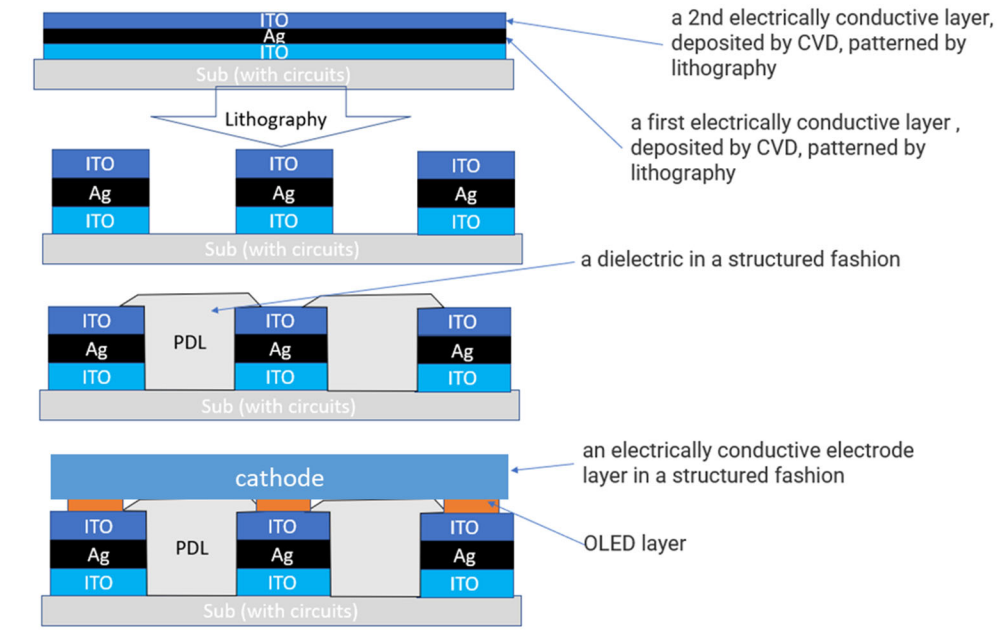 ITO
Ag
ITO
Sub (with circuits)
a 2nd electrically conductive layer,
deposited by CVD, patterned by
lithography
Lithography
a first electrically conductive layer ,
deposited by CVD, patterned by
lithography
ITO ITO ITO
Ag Ag Ag
ITO ITO ITO
Sub (with circuits)
a dielectric in a structured fashion
ITO ITO ITO
PDL
Ag Ag Ag
ITO ITO ITO
Sub (with circuits)
an electrically conductive electrode
layer in a structured fashion
cathode
OLED layer
ITO ITO ITO
PDL
Ag Ag Ag
ITO ITO ITO
Sub (with circuits)